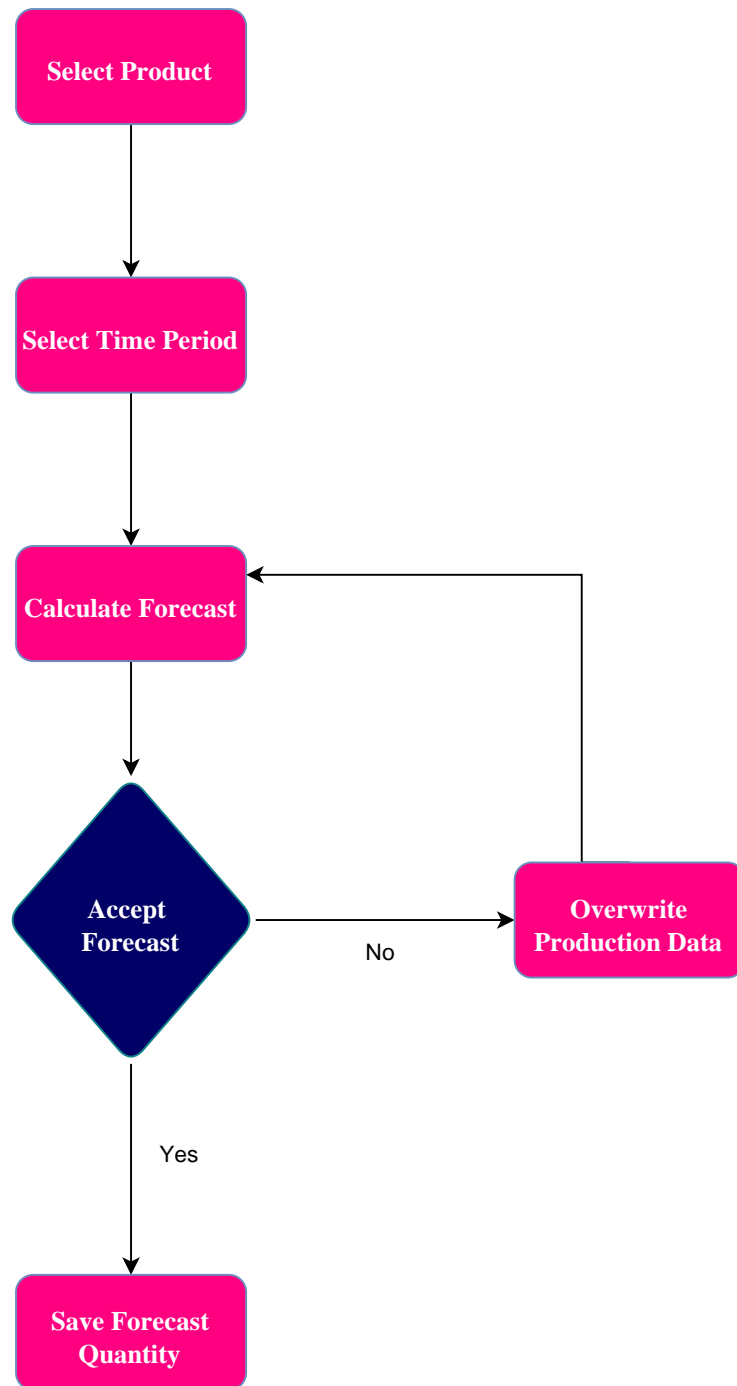 Select Product
Select Time Period
Calculate Forecast
Accept
Forecast
No
Overwrite
Production Data
Yes
Save Forecast
Quantity